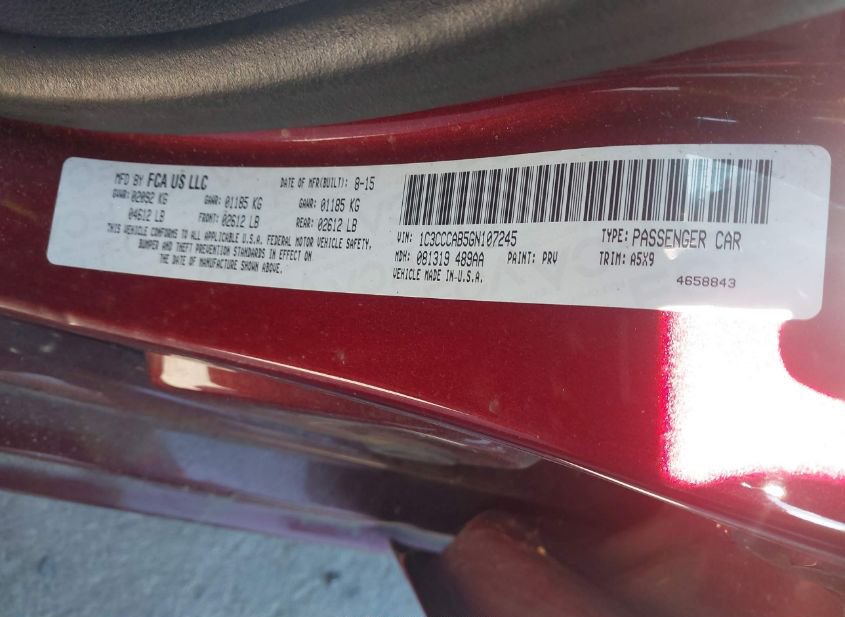 MFD BY FCA US LLC DATE OF MFR(BUILT): 8-15
GVWR: 02092 KG GAWR: 01185 KG GAWR: 01185 KG
04612 LB FRONT: 02612 LB REAR: 02612 LB
THIS VEHICLE CONFORMS TO ALL APPLICABLE U.S.A. FEDERAL MOTOR VEHICLE SAFETY,
BUMPER AND THEFT PREVENTION STANDARDS IN EFFECT ON
THE DATE OF MANUFACTURE SHOWN ABOVE.
VIN: 1C3CCCAB5GN107245 TYPE: PASSENGER CAR
MDH: 081319 489AA PAINT: PRV TRIM: A5X9
VEHICLE MADE IN U.S.A. 4658843